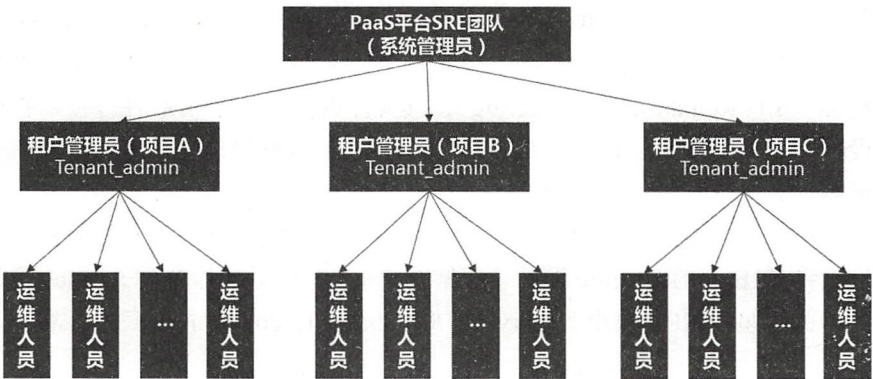 PaaS平台SRE团队
（系统管理员）
租户管理员（项目A）
Tenant_admin
租户管理员（项目B）
Tenant_admin
租户管理员（项目C）
Tenant_admin
运维人员
运维人员
...
运维人员
运维人员
运维人员
...
运维人员
运维人员
运维人员
...
运维人员